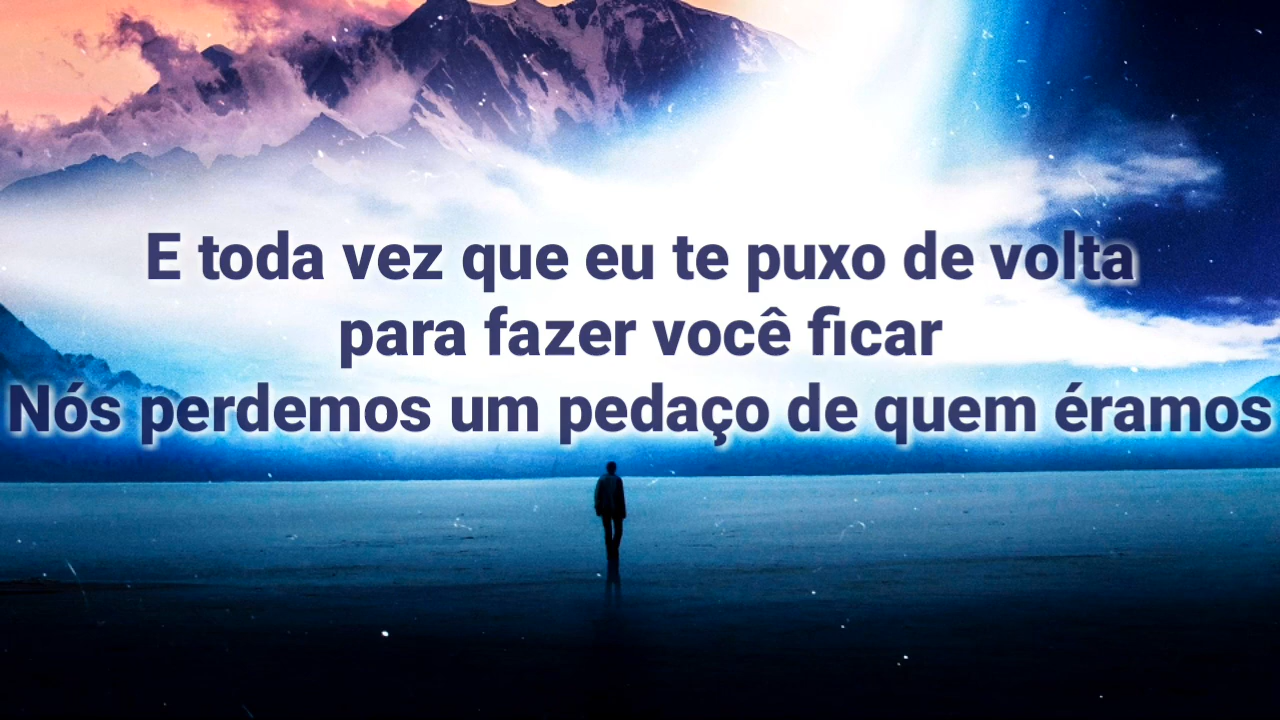 E toda vez que eu te puxo de volta
para fazer você ficar
Nós perdemos um pedaço de quem éramos